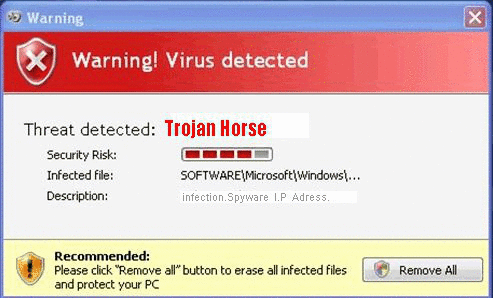 Warning
Warning! Virus detected
Threat detected: Trojan Horse
Security Risk:
Infected file: SOFTWARE\Microsoft\Windows\...
Description: infection.Spyware I.P Adress.
Recommended:
Please click "Remove all" button to erase all infected files
and protect your PC
Remove All